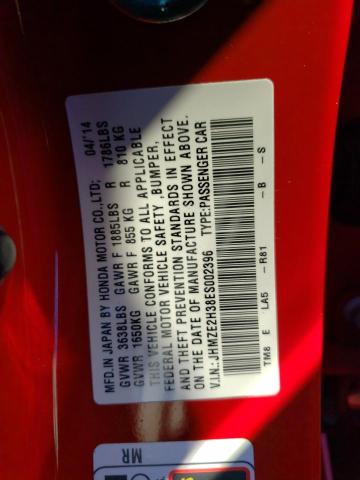 MFD.IN JAPAN BY HONDA MOTOR CO.,LTD; 04/'14
GVWR 3638LBS GAWR F 1885LBS R 1786LBS
GVWR 1650KG GAWR F 855 KG R 810 KG
THIS VEHICLE CONFORMS TO ALL APPLICABLE
FEDERAL MOTOR VEHICLE SAFETY ,BUMPER,
AND THEFT PREVENTION STANDARDS IN EFFECT
ON THE DATE OF MANUFACTURE SHOWN ABOVE.
V.I.N.:JHMZE2H38ES002396 TYPE:PASSENGER CAR
TM8 E LA5 -R81 -B -S
MR